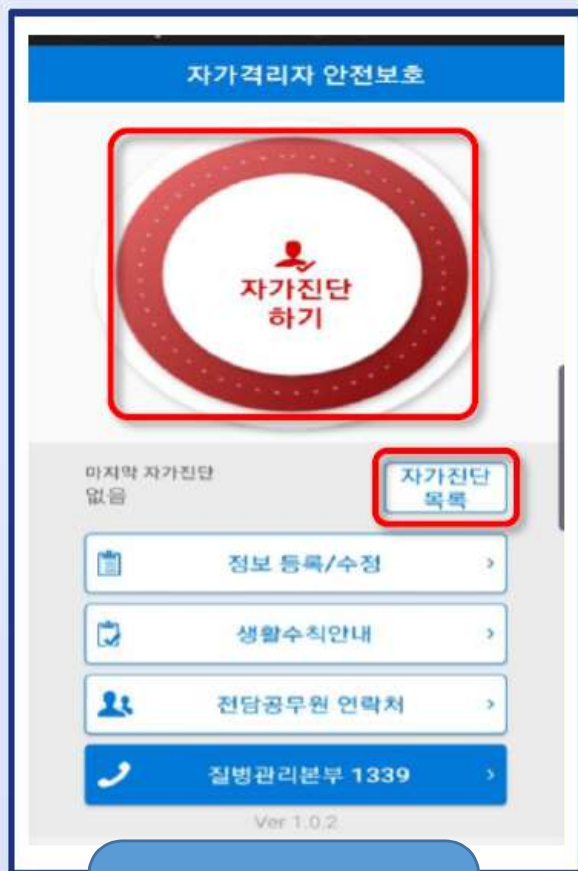 자가격리자 안전보호
자가진단
하기
마지막 자가진단
없음
자가진단
목록
정보 등록/수정
생활수칙안내
전담공무원 연락처
질병관리본부 1339
Ver 1.0.2